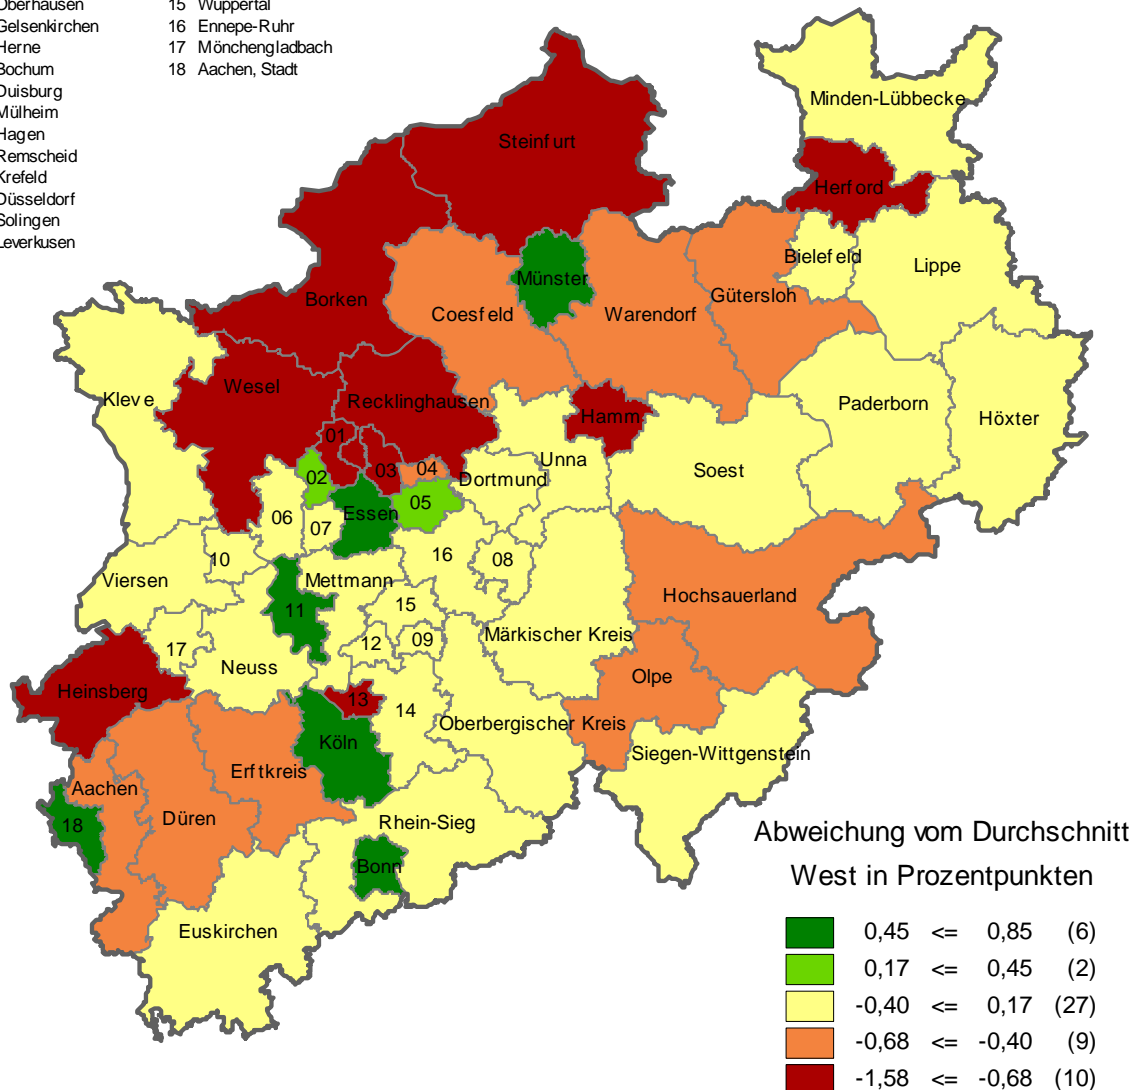 Oberhausen 15 Wuppertal
Gelsenkirchen 16 Ennepe-Ruhr
Herne 17 Mönchengladbach
Bochum 18 Aachen, Stadt
Duisburg
Mülheim
Hagen
Remscheid
Krefeld
Düsseldorf
Solingen
Leverkusen
Minden-Lübbecke
Steinfurt
Herford
Bielefeld
Lippe
Münster
Borken
Coesfeld
Warendorf
Gütersloh
Wesel
Kleve
Recklinghausen
Paderborn
Hamm
Höxter
01
Unna
03
04
Soest
02
Dortmund
05
Essen
06
07
10
16
08
Viersen
Mettmann
11
15
Hochsauerland
12
09
Märkischer Kreis
17
Neuss
Olpe
Heinsberg
13
14
Oberbergischer Kreis
Köln
Siegen-Wittgenstein
Erftkreis
Aachen
Düren
18
Rhein-Sieg
Bonn
Euskirchen
Abweichung vom Durchschnitt
West in Prozentpunkten
0,45 <= 0,85 (6)
0,17 <= 0,45 (2)
-0,40 <= 0,17 (27)
-0,68 <= -0,40 (9)
-1,58 <= -0,68 (10)